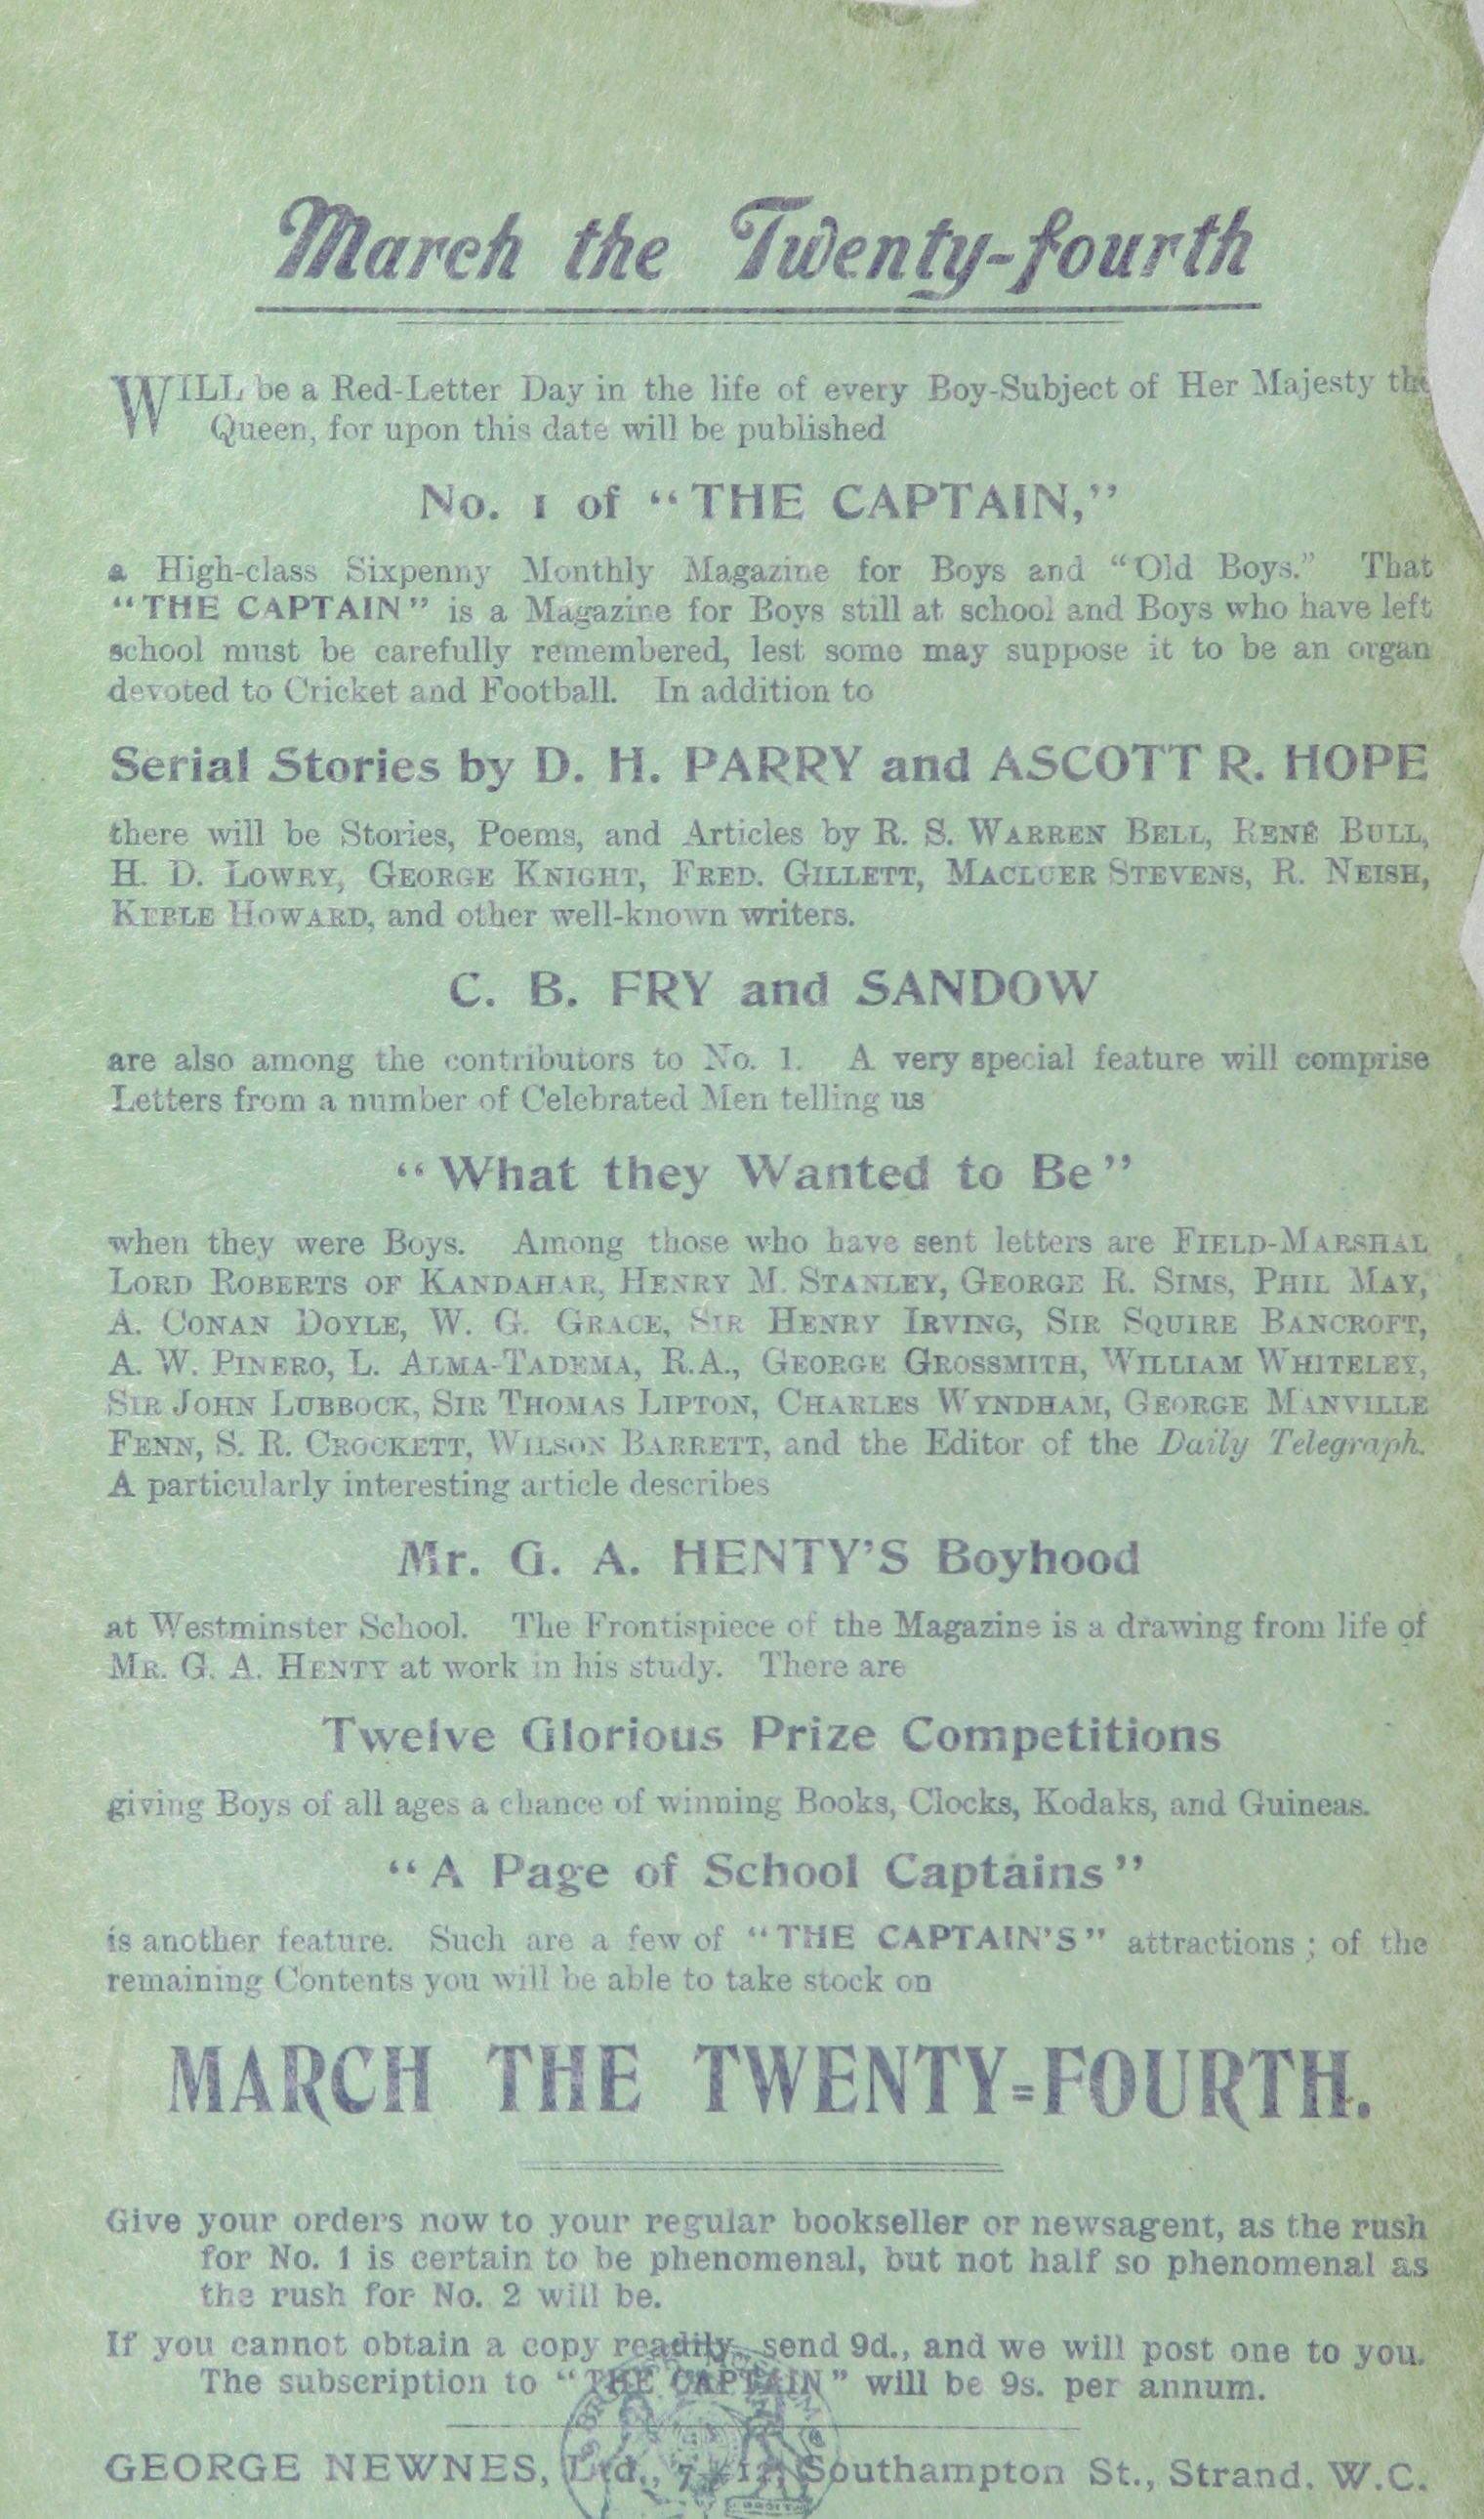 March the Twenty-fourth
WILL be a Red-Letter Day in the life of every Boy-Subject of Her Majesty the
Queen, for upon this date will be published
No. 1 of “THE CAPTAIN,”
a High-class Sixpenny Monthly Magazine for Boys and “Old Boys.” That
“THE CAPTAIN” is a Magazine for Boys still at school and Boys who have left
school must be carefully remembered, lest some may suppose it to be an organ
devoted to Cricket and Football. In addition to
Serial Stories by D. H. PARRY and ASCOTT R. HOPE
there will be Stories, Poems, and Articles by R. S. WARREN BELL, RENÉ BULL,
H. D. LOWRY, GEORGE KNIGHT, FRED. GILLETT, MACLUER STEVENS, R. NEISH,
KEBLE HOWARD, and other well-known writers.
C. B. FRY and SANDOW
are also among the contributors to No. 1. A very special feature will comprise
Letters from a number of Celebrated Men telling us
“What they Wanted to Be”
when they were Boys. Among those who have sent letters are FIELD-MARSHAL
LORD ROBERTS OF KANDAHAR, HENRY M. STANLEY, GEORGE R. SIMS, PHIL MAY,
A. CONAN DOYLE, W. G. GRACE, SIR HENRY IRVING, SIR SQUIRE BANCROFT,
A. W. PINERO, L. ALMA-TADEMA, R.A., GEORGE GROSSMITH, WILLIAM WHITELEY,
SIR JOHN LUBBOCK, SIR THOMAS LIPTON, CHARLES WYNDHAM, GEORGE MANVILLE
FENN, S. R. CROCKETT, WILSON BARRETT, and the Editor of the Daily Telegraph.
A particularly interesting article describes
Mr. G. A. HENTY’S Boyhood
at Westminster School. The Frontispiece of the Magazine is a drawing from life of
MR. G. A. HENTY at work in his study. There are
Twelve Glorious Prize Competitions
giving Boys of all ages a chance of winning Books, Clocks, Kodaks, and Guineas.
“A Page of School Captains”
is another feature. Such are a few of “THE CAPTAIN’S” attractions; of the
remaining Contents you will be able to take stock on
MARCH THE TWENTY-FOURTH.
Give your orders now to your regular bookseller or newsagent, as the rush
for No. 1 is certain to be phenomenal, but not half so phenomenal as
the rush for No. 2 will be.
If you cannot obtain a copy readily, send 9d., and we will post one to you.
The subscription to “THE CAPTAIN” will be 9s. per annum.
GEORGE NEWNES, Ltd., Southampton St., Strand, W.C.